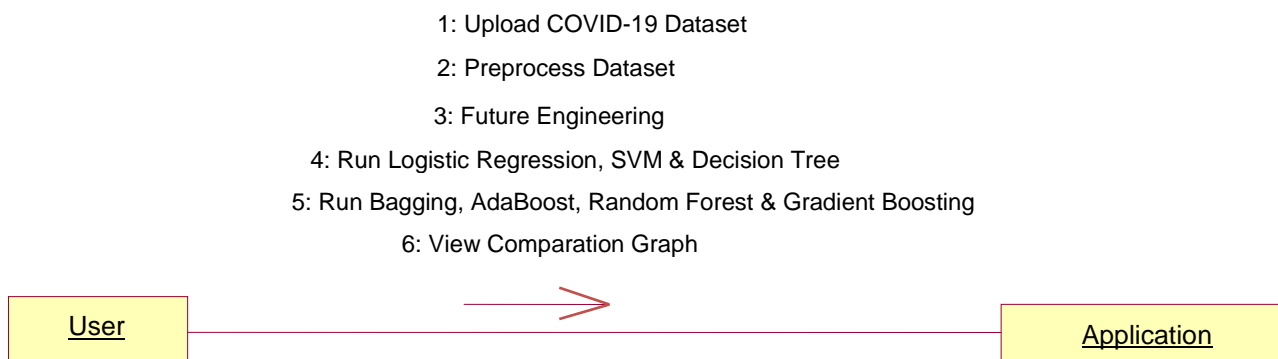 1: Upload COVID-19 Dataset
2: Preprocess Dataset
3: Future Engineering
4: Run Logistic Regression, SVM & Decision Tree
5: Run Bagging, AdaBoost, Random Forest & Gradient Boosting
6: View Comparation Graph
User
Application